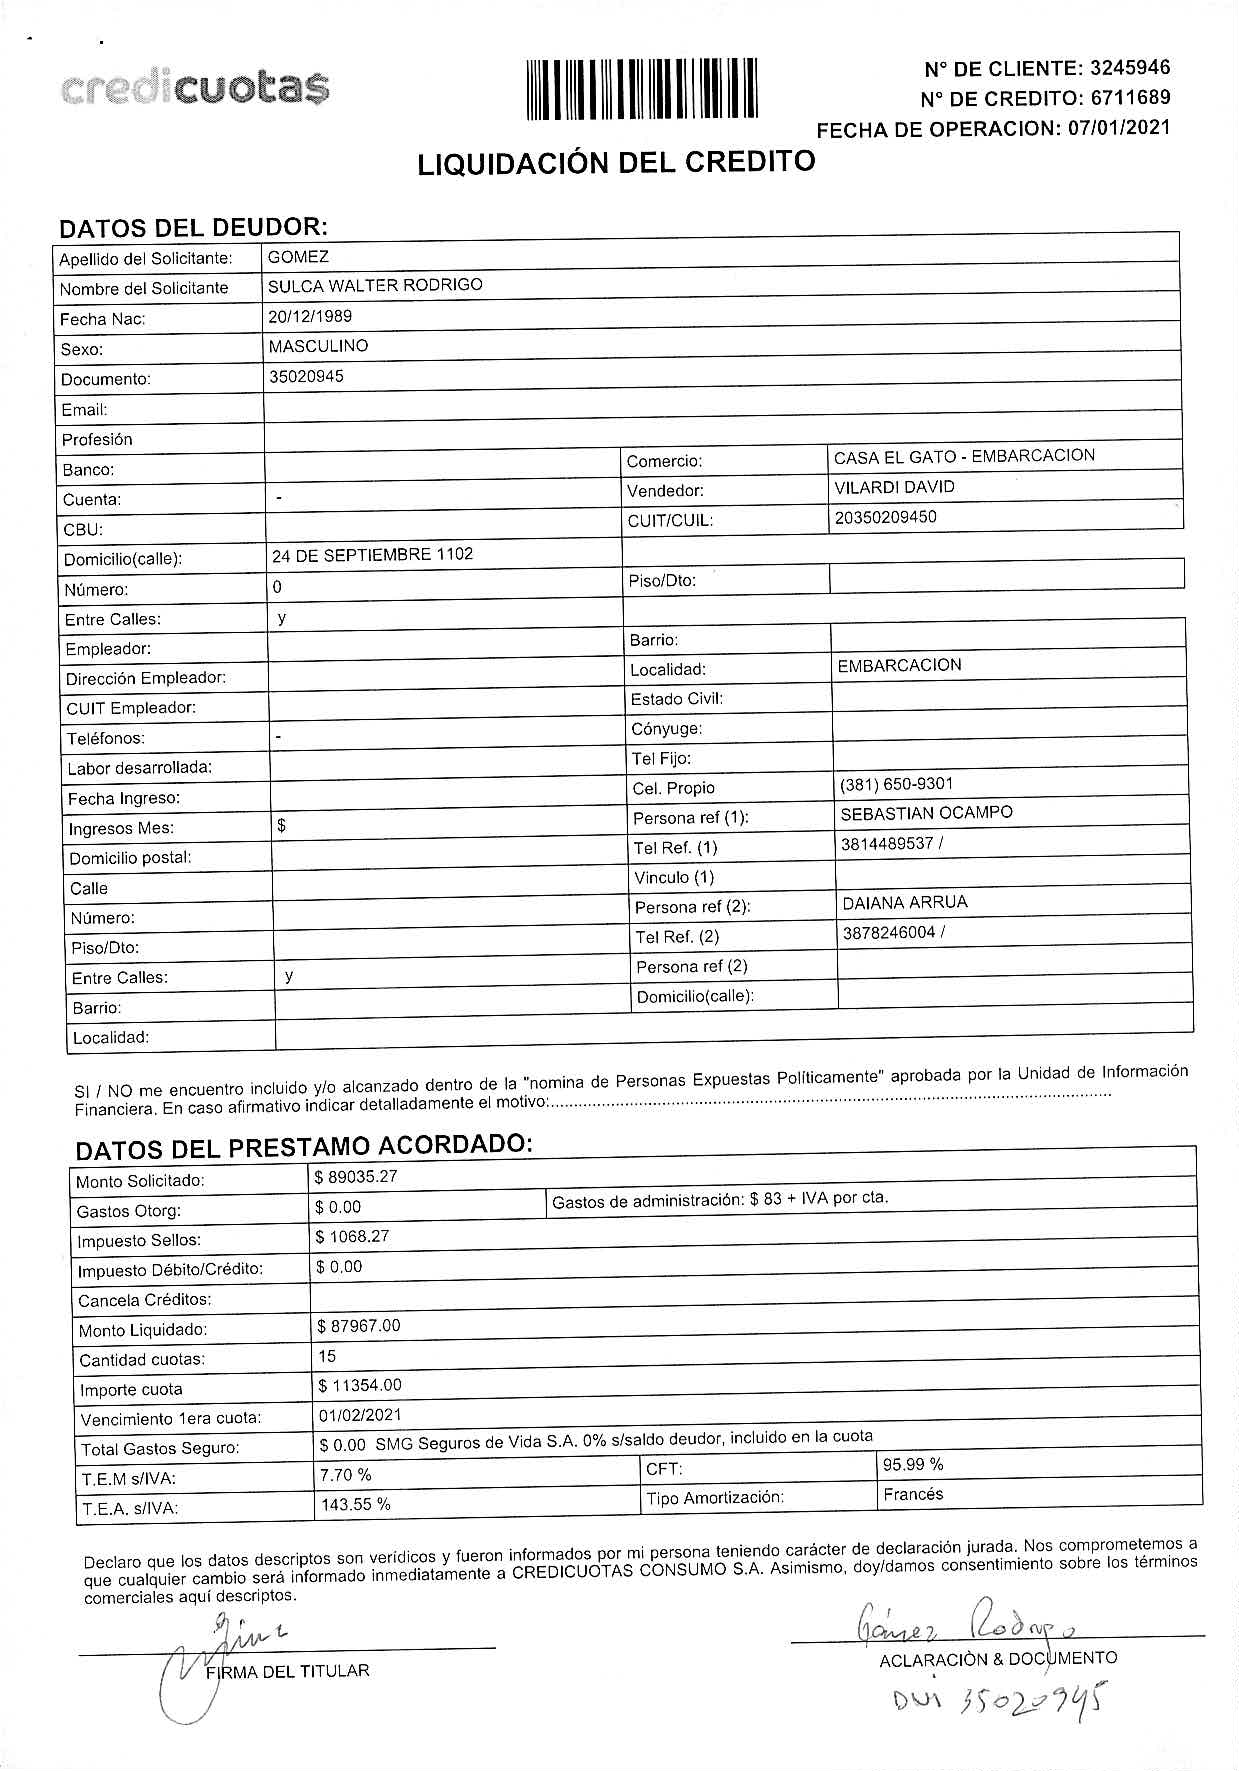 credicuotas
N° DE CLIENTE: 3245946
N° DE CREDITO: 6711689
FECHA DE OPERACION: 07/01/2021
LIQUIDACIÓN DEL CREDITO
DATOS DEL DEUDOR:
Apellido del Solicitante: GOMEZ
Nombre del Solicitante SULCA WALTER RODRIGO
Fecha Nac: 20/12/1989
Sexo: MASCULINO
Documento: 35020945
Email:
Profesión
Banco: Comercio: CASA EL GATO - EMBARCACION
Cuenta: - Vendedor: VILARDI DAVID
CBU: CUIT/CUIL: 20350209450
Domicilio(calle): 24 DE SEPTIEMBRE 1102
Número: 0 Piso/Dto:
Entre Calles: y
Empleador: Barrio:
Dirección Empleador: Localidad: EMBARCACION
CUIT Empleador: Estado Civil:
Teléfonos: - Cónyuge:
Labor desarrollada: Tel Fijo:
Fecha Ingreso: Cel. Propio (381) 650-9301
Ingresos Mes: $ Persona ref (1): SEBASTIAN OCAMPO
Domicilio postal: Tel Ref. (1) 3814489537 /
Calle Vinculo (1)
Número: Persona ref (2): DAIANA ARRUA
Piso/Dto: Tel Ref. (2) 3878246004 /
Entre Calles: y Persona ref (2)
Barrio: Domicilio(calle):
Localidad:
SI / NO me encuentro incluido y/o alcanzado dentro de la "nomina de Personas Expuestas Políticamente" aprobada por la Unidad de Información
Financiera. En caso afirmativo indicar detalladamente el motivo:....................
DATOS DEL PRESTAMO ACORDADO:
Monto Solicitado: $ 89035.27
Gastos Otorg: $ 0.00 Gastos de administración: $ 83 + IVA por cta.
Impuesto Sellos: $ 1068.27
Impuesto Débito/Crédito: $ 0.00
Cancela Créditos:
Monto Liquidado: $ 87967.00
Cantidad cuotas: 15
Importe cuota $ 11354.00
Vencimiento 1era cuota: 01/02/2021
Total Gastos Seguro: $ 0.00 SMG Seguros de Vida S.A. 0% s/saldo deudor, incluido en la cuota
T.E.M s/IVA: 7.70 % CFT: 95.99 %
T.E.A. s/IVA: 143.55 % Tipo Amortización: Francés
Declaro que los datos descriptos son verídicos y fueron informados por mi persona teniendo carácter de declaración jurada. Nos comprometemos a
que cualquier cambio será informado inmediatamente a CREDICUOTAS CONSUMO S.A. Asimismo, doy/damos consentimiento sobre los términos
comerciales aquí descriptos.
Gómez Rodrigo
FIRMA DEL TITULAR ACLARACIÒN & DOCUMENTO
DNI 35020945